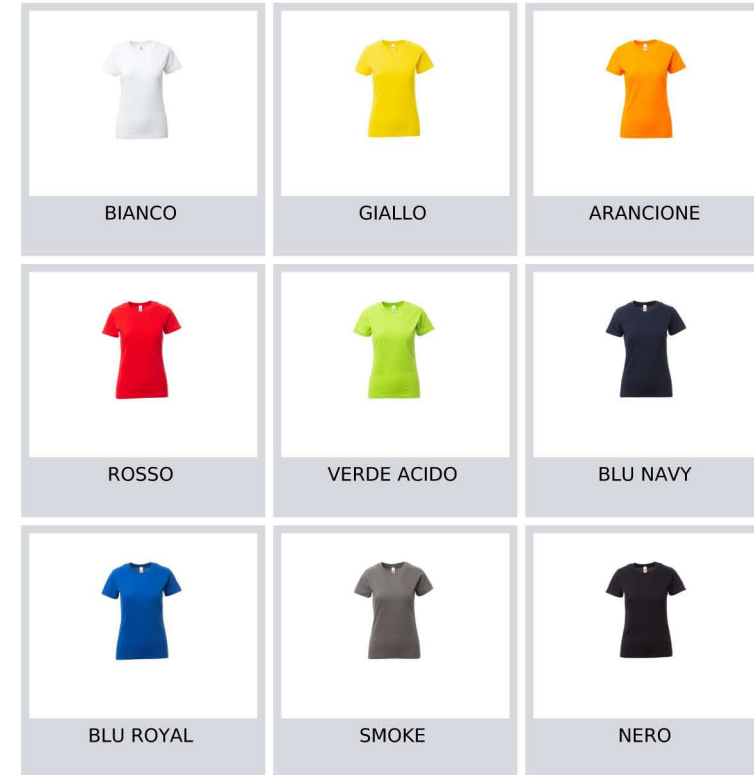 BIANCO
GIALLO
ARANCIONE
ROSSO
VERDE ACIDO
BLU NAVY
BLU ROYAL
SMOKE
NERO